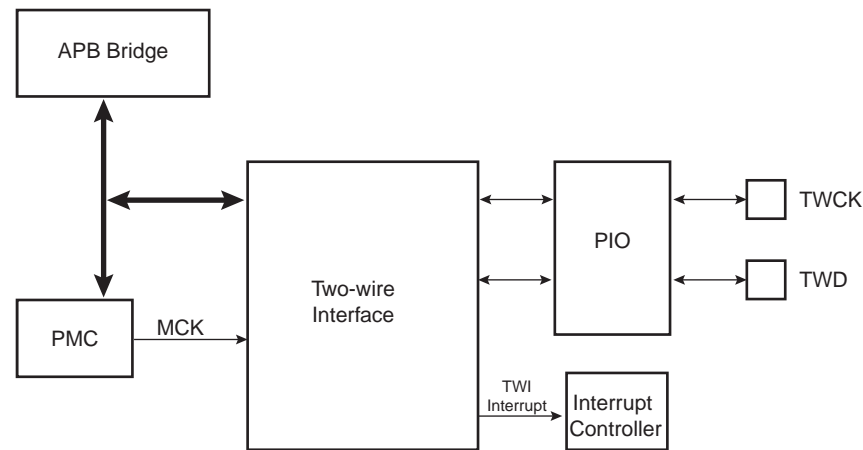 APB Bridge
TWCK
PIO
Two-wire
Interface
TWD
PMC
MCK
TWI
Interrupt
Interrupt
Controller